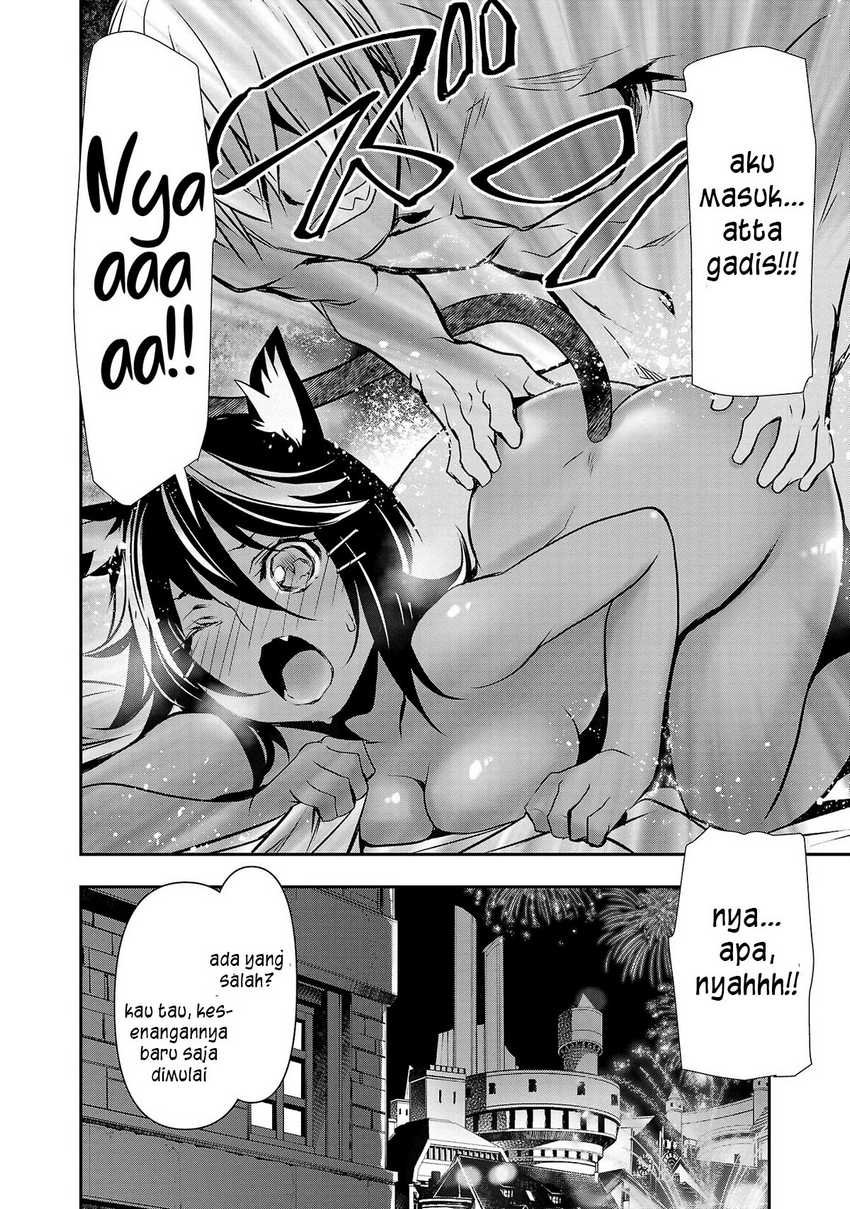 aku
masuk...
atta
gadis!!!
Nya
aaa
aa!!
nya...
apa,
nyahhh!!
ada yang
salah?
kau tau, kes-
enangannya
baru saja
dimulai